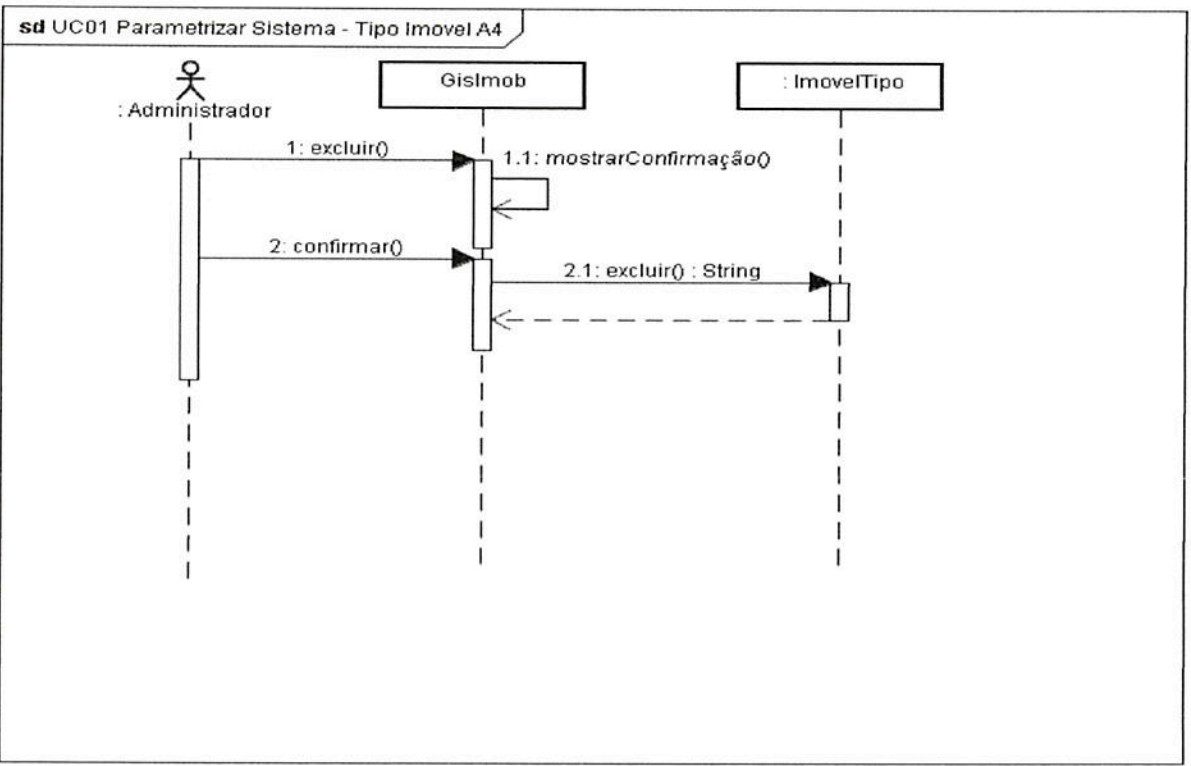 sd UC01 Parametrizar Sistema - Tipo Imovel A4
: Administrador
GisImob
: ImovelTipo
1: excluir()
1.1: mostrarConfirmação()
2: confirmar()
2.1: excluir() : String